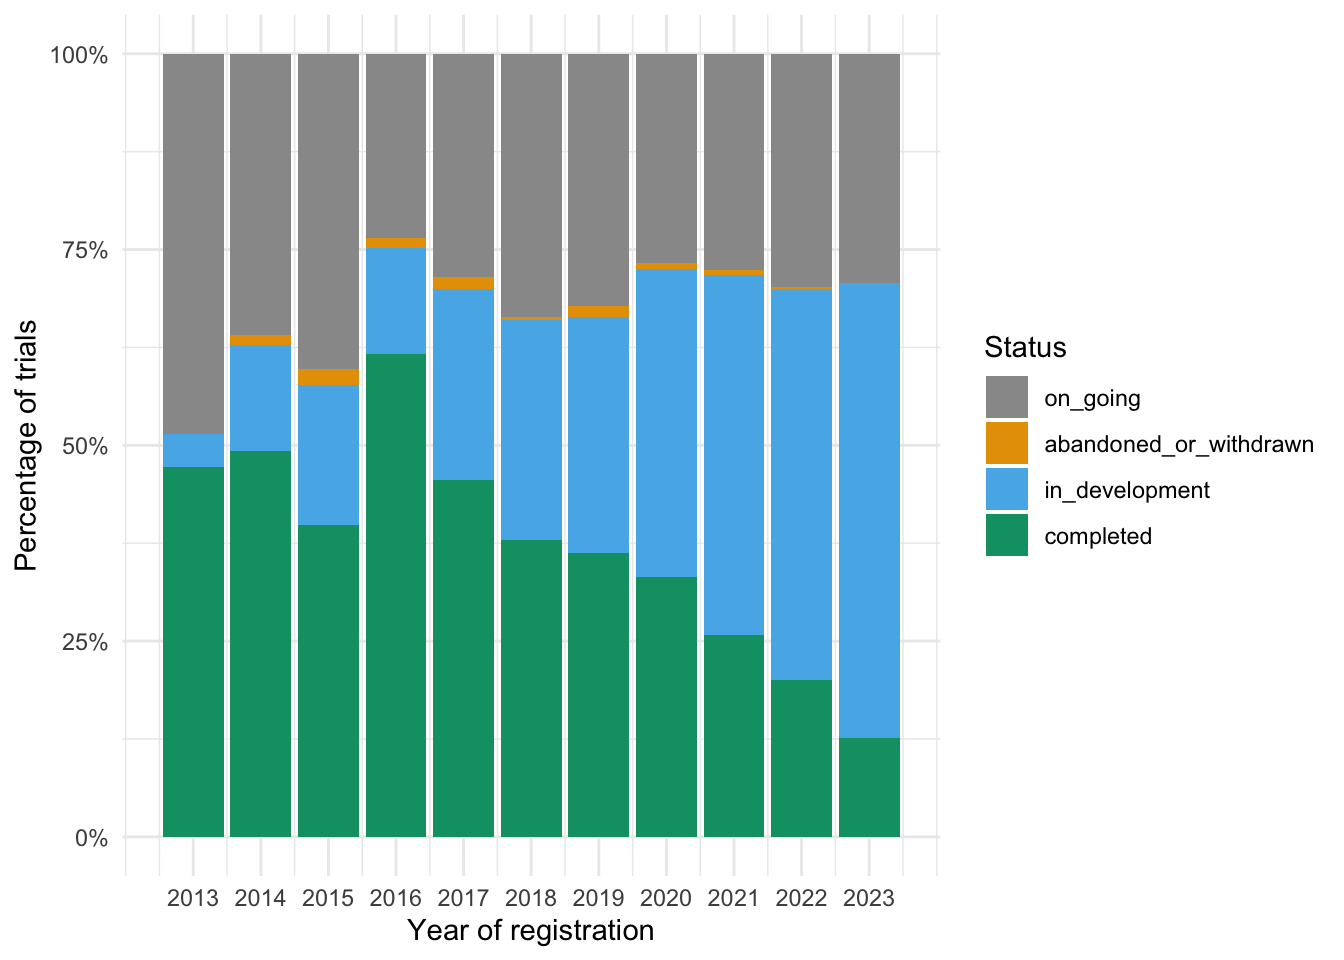 100%
75%
50%
25%
0%
Percentage of trials
2013 2014 2015 2016 2017 2018 2019 2020 2021 2022 2023
Year of registration
Status
on_going
abandoned_or_withdrawn
in_development
completed